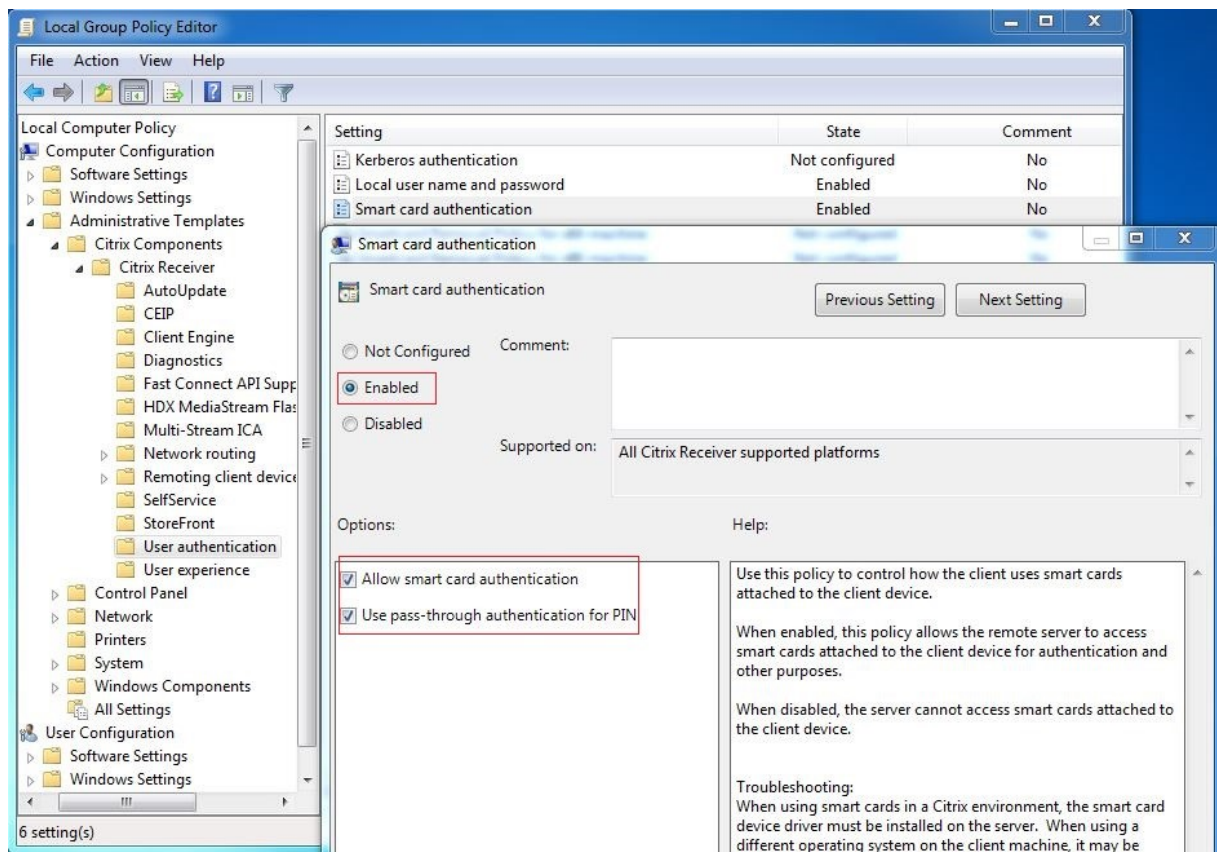 Local Group Policy Editor
File Action View Help
Local Computer Policy
Computer Configuration
Software Settings
Windows Settings
Administrative Templates
Citrix Components
Citrix Receiver
AutoUpdate
CEIP
Client Engine
Diagnostics
Fast Connect API Supp
HDX MediaStream Flas
Multi-Stream ICA
Network routing
Remoting client device
SelfService
StoreFront
User authentication
User experience
Control Panel
Network
Printers
System
Windows Components
All Settings
User Configuration
Software Settings
Windows Settings
6 setting(s)
Setting State Comment
Kerberos authentication Not configured No
Local user name and password Enabled No
Smart card authentication Enabled No
Smart card authentication
Smart card authentication
Previous Setting Next Setting
Not Configured Comment:
Enabled
Disabled
Supported on: All Citrix Receiver supported platforms
Options: Help:
Allow smart card authentication
Use pass-through authentication for PIN
Use this policy to control how the client uses smart cards
attached to the client device.
When enabled, this policy allows the remote server to access
smart cards attached to the client device for authentication and
other purposes.
When disabled, the server cannot access smart cards attached to
the client device.
Troubleshooting:
When using smart cards in a Citrix environment, the smart card
device driver must be installed on the server. When using a
different operating system on the client machine, it may be